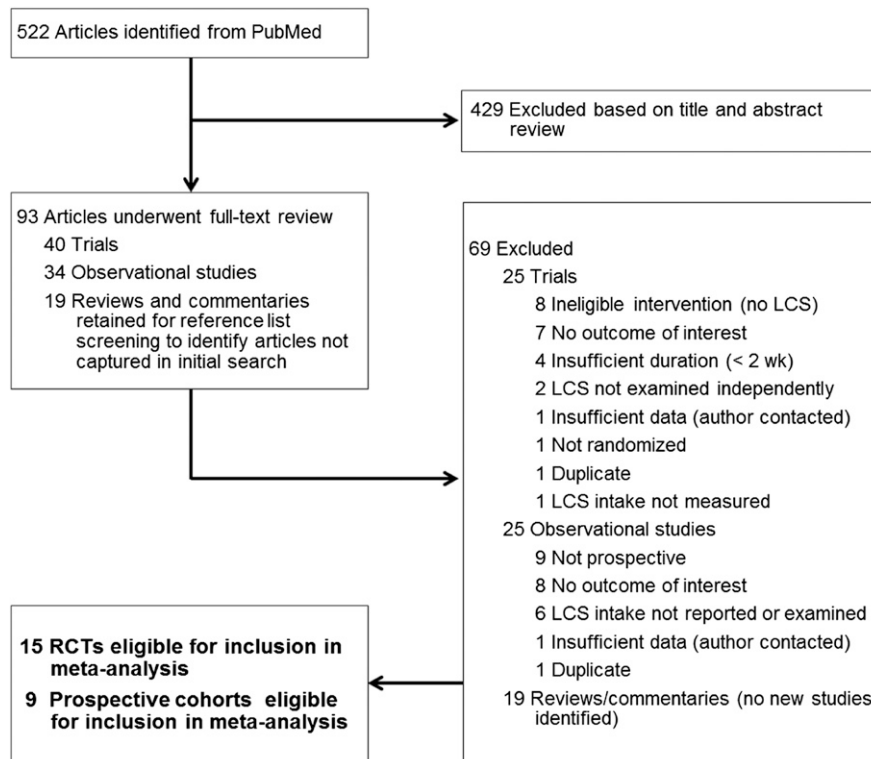 522 Articles identified from PubMed
429 Excluded based on title and abstract
review
93 Articles underwent full-text review
40 Trials
34 Observational studies
19 Reviews and commentaries
retained for reference list
screening to identify articles not
captured in initial search
69 Excluded
25 Trials
8 Ineligible intervention (no LCS)
7 No outcome of interest
4 Insufficient duration (< 2 wk)
2 LCS not examined independently
1 Insufficient data (author contacted)
1 Not randomized
1 Duplicate
1 LCS intake not measured
25 Observational studies
9 Not prospective
8 No outcome of interest
6 LCS intake not reported or examined
1 Insufficient data (author contacted)
1 Duplicate
19 Reviews/commentaries (no new studies
identified)
15 RCTs eligible for inclusion in
meta-analysis
9 Prospective cohorts eligible
for inclusion in meta-analysis